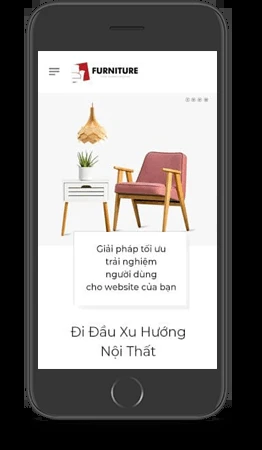 FURNITURE
Giải pháp tối ưu
trải nghiệm
người dùng
cho website của bạn
Đi Đầu Xu Hướng
Nội Thất